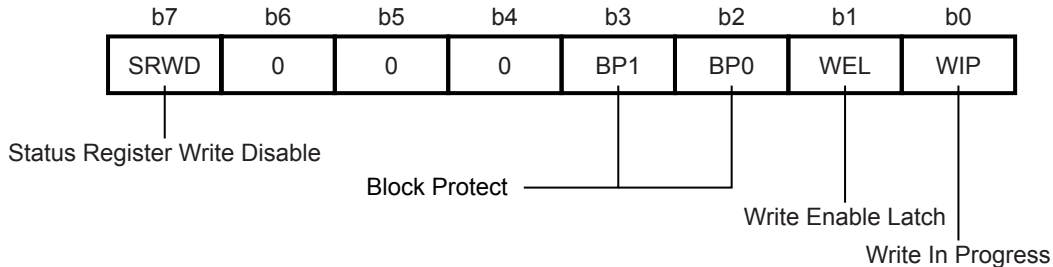 b7 b6 b5 b4 b3 b2 b1 b0
SRWD 0 0 0 BP1 BP0 WEL WIP
Status Register Write Disable
Block Protect
Write Enable Latch
Write In Progress